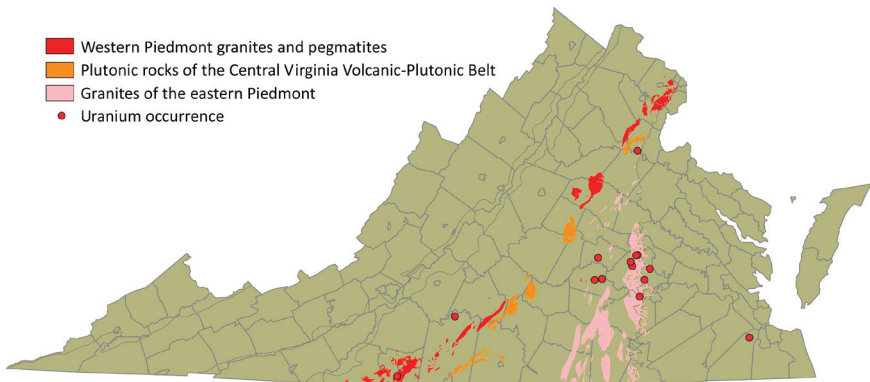 Western Piedmont granites and pegmatites
Plutonic rocks of the Central Virginia Volcanic-Plutonic Belt
Granites of the eastern Piedmont
Uranium occurrence